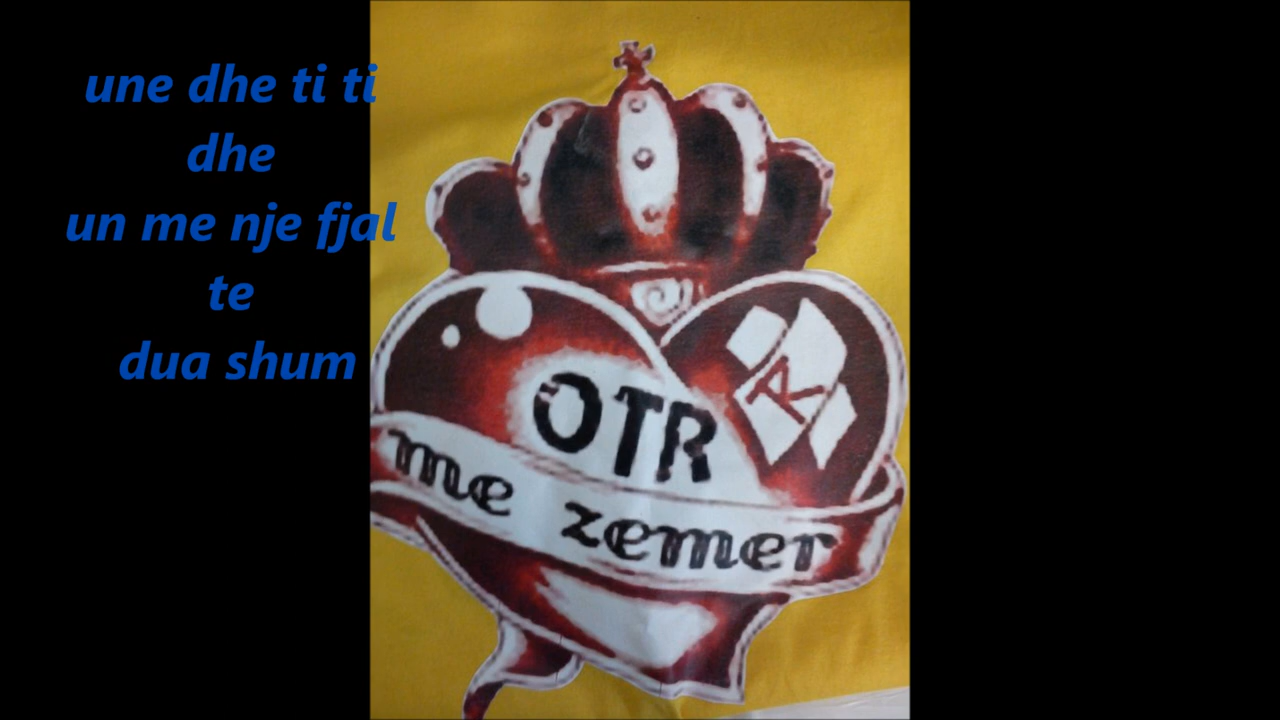 une dhe ti ti
dhe
un me nje fjal
te
dua shum
OTR
R
me zemer